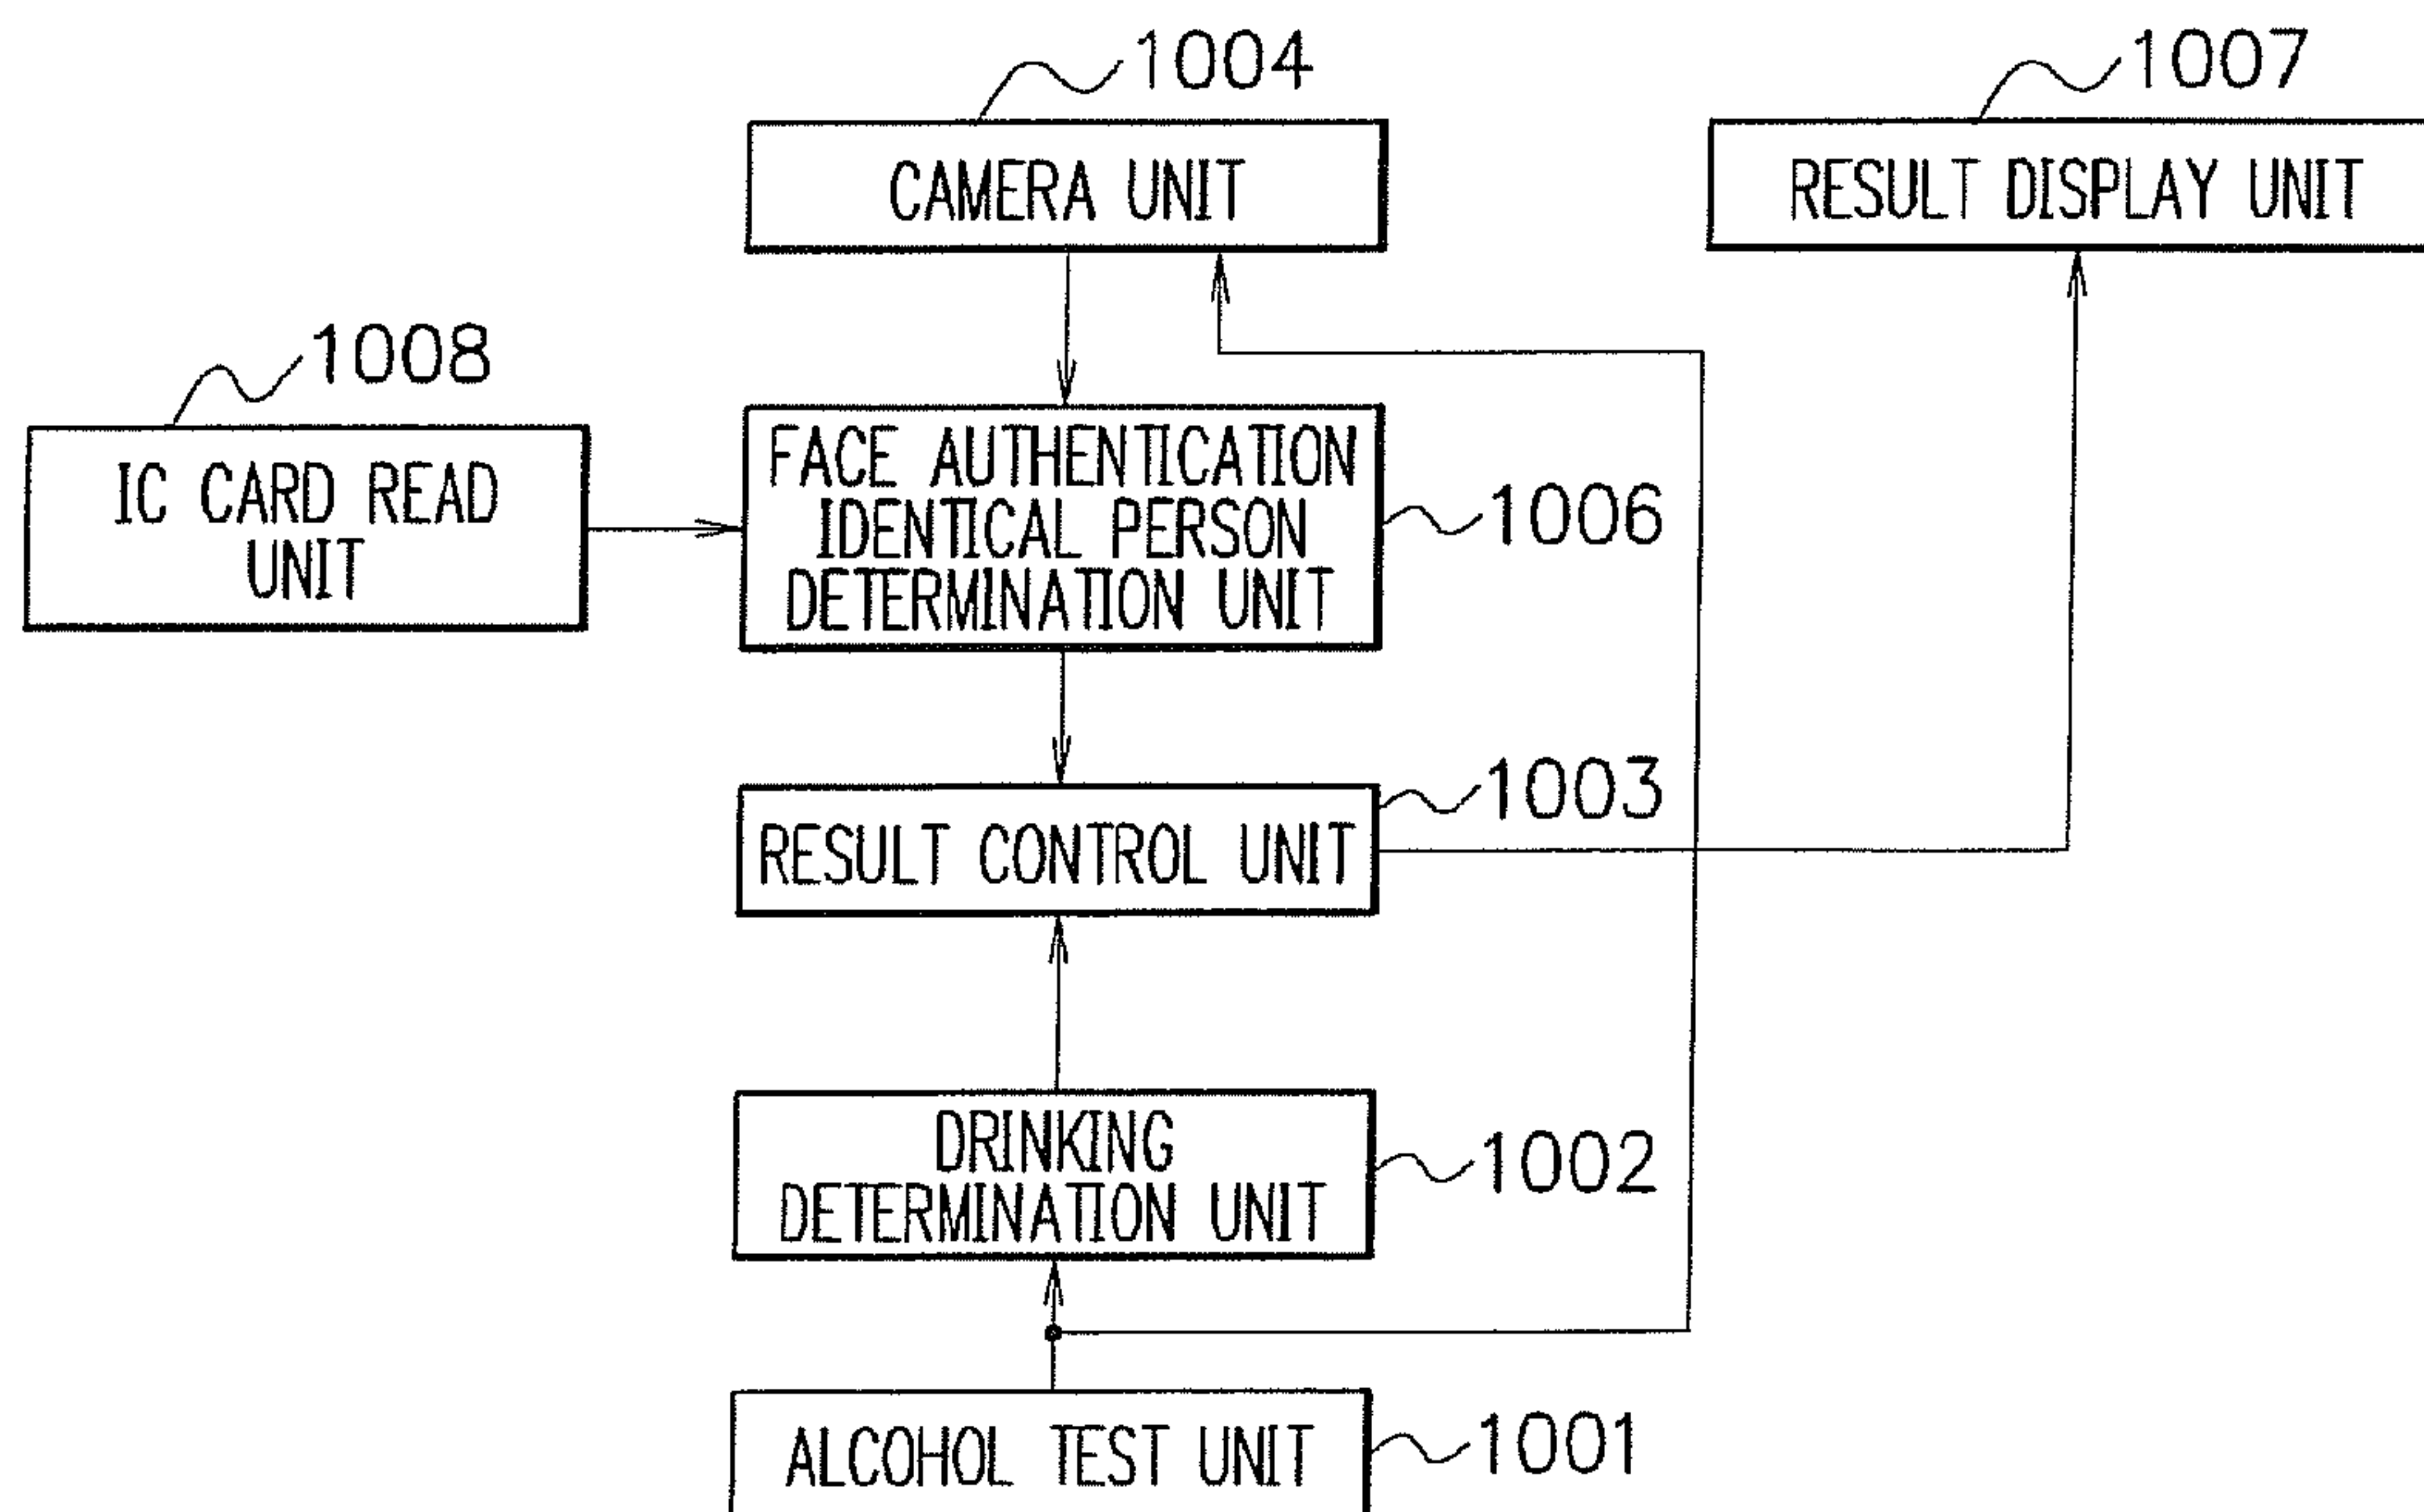 1004
1007
CAMERA UNIT
RESULT DISPLAY UNIT
1008
IC CARD READ
UNIT
FACE AUTHENTICATION
IDENTICAL PERSON
DETERMINATION UNIT
1006
1003
RESULT CONTROL UNIT
DRINKING
DETERMINATION UNIT
1002
ALCOHOL TEST UNIT
1001